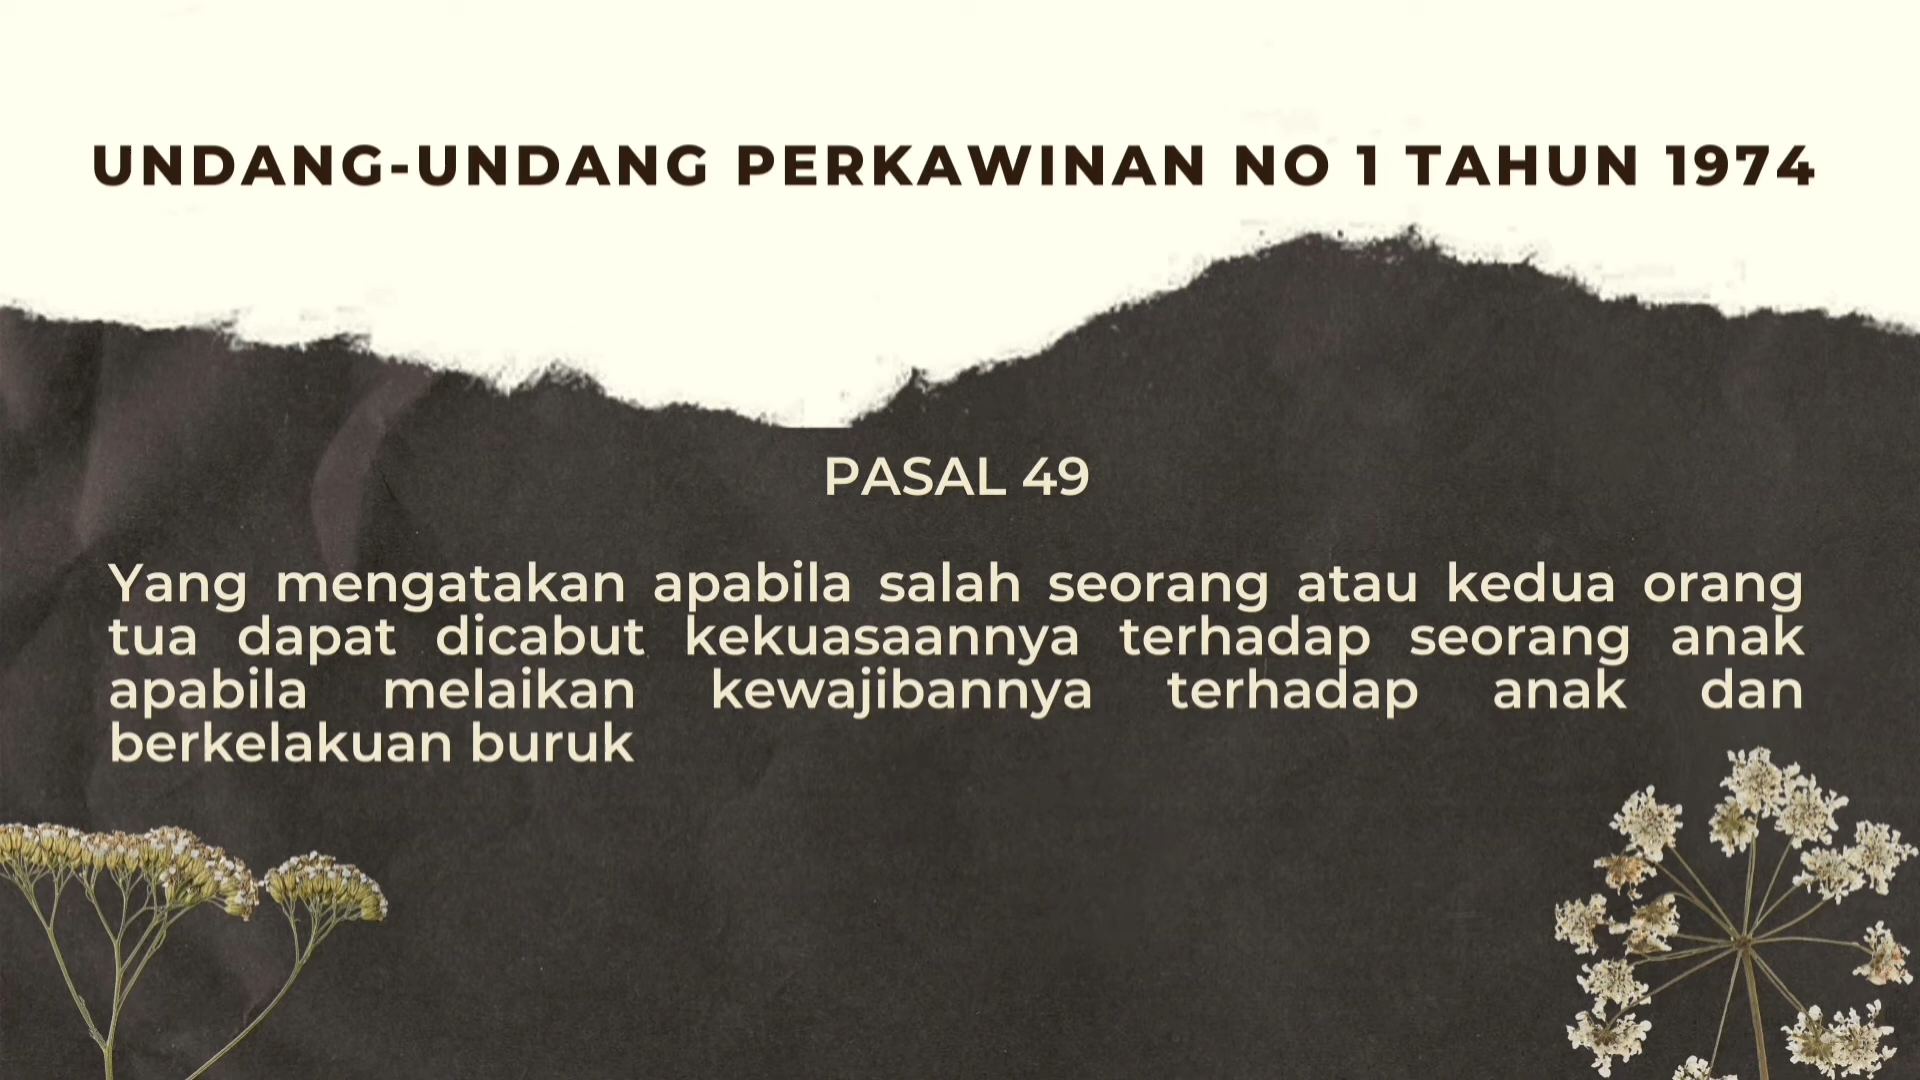 UNDANG-UNDANG PERKAWINAN NO 1 TAHUN 1974
PASAL 49
Yang mengatakan apabila salah seorang atau kedua orang
tua dapat dicabut kekuasaannya terhadap seorang anak
apabila melaikan kewajibannya terhadap anak dan
berkelakuan buruk